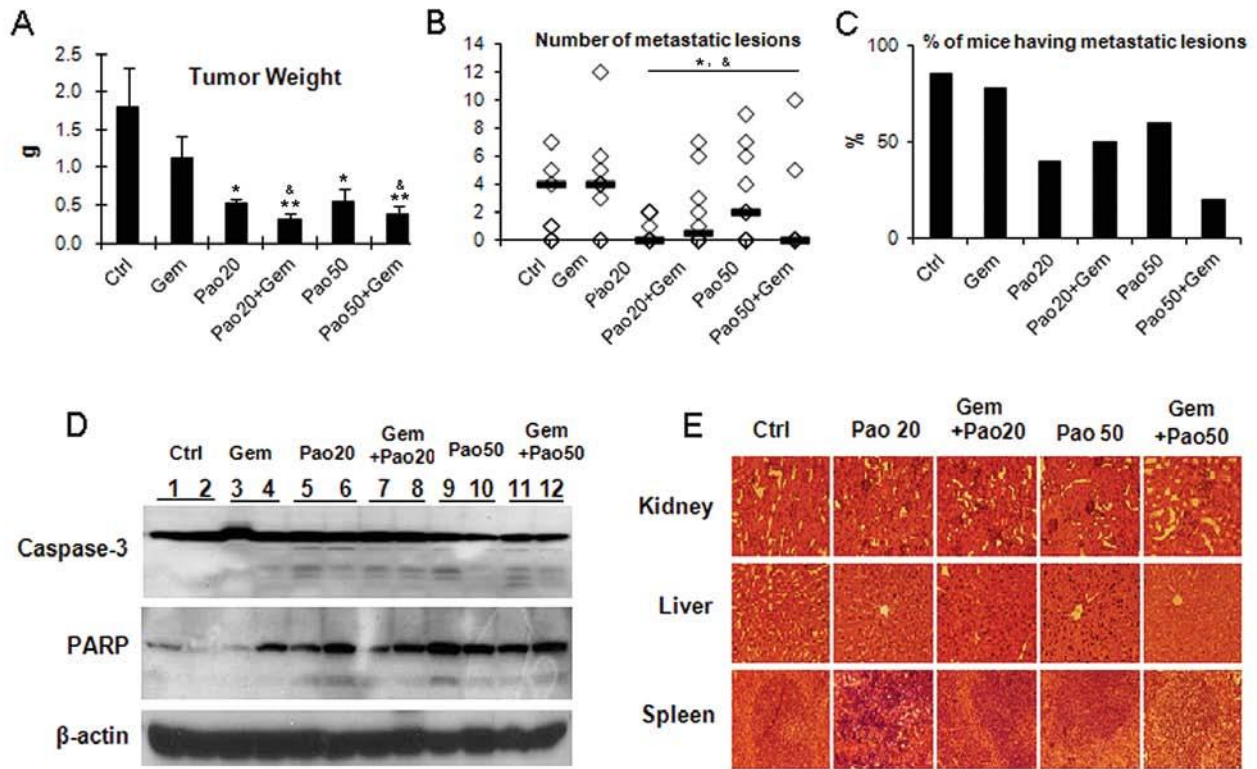 A
Tumor Weight
g
2.5
2.0
1.5
1.0
0.5
0.0
*
&
**
*
&
**
Ctrl
Gem
Pao20
Pao20+Gem
Pao50
Pao50+Gem
B
Number of metastatic lesions
*, &
14
12
10
8
6
4
2
0
Ctrl
Gem
Pao20
Pao20+Gem
Pao50
Pao50+Gem
C
% of mice having metastatic lesions
%
100
50
0
Ctrl
Gem
Pao20
Pao20+Gem
Pao50
Pao50+Gem
D
Ctrl Gem Pao20 Gem +Pao20 Pao50 Gem +Pao50
1 2 3 4 5 6 7 8 9 10 11 12
Caspase-3
PARP
β-actin
E
Ctrl Pao 20 Gem +Pao20 Pao 50 Gem +Pao50
Kidney
Liver
Spleen